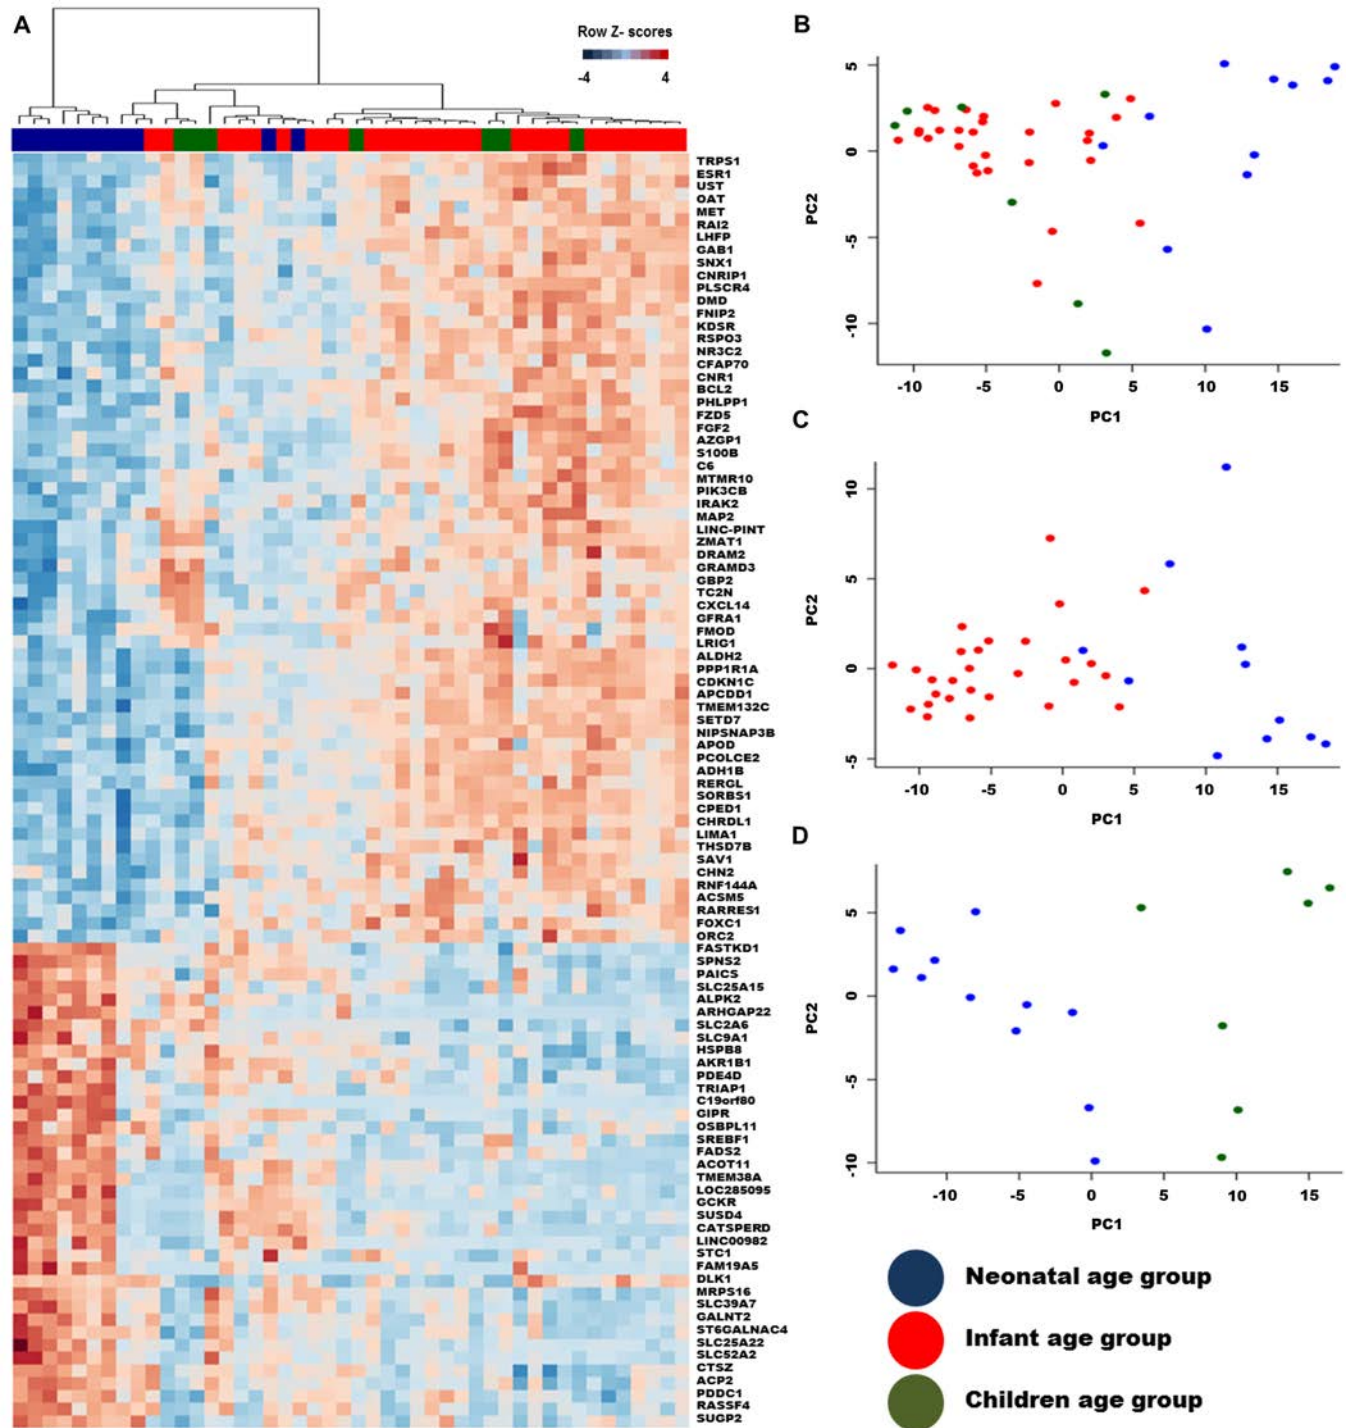 A
Row Z- scores
-4 4
TRPS1
ESR1
UST
OAT
MET
RAI2
LHFP
GAB1
SNX1
CNRIP1
PLSCR4
DMD
FNIP2
KDSR
RSPO3
NR3C2
CFAP70
CNR1
BCL2
PHLPP1
FZD5
FGF2
AZGP1
S100B
C6
MTMR10
PIK3CB
IRAK2
MAP2
LINC-PINT
ZMAT1
DRAM2
GRAMD3
GBP2
TC2N
CXCL14
GFRA1
FMOD
LRIG1
ALDH2
PPP1R1A
CDKN1C
APCDD1
TMEM132C
SETD7
NIPSNAP3B
APOD
PCOLCE2
ADH1B
RERGL
SORBS1
CPED1
CHRDL1
LIMA1
THSD7B
SAV1
CHN2
RNF144A
ACSM5
RARRES1
FOXC1
ORC2
FASTKD1
SPNS2
PAICS
SLC25A15
ALPK2
ARHGAP22
SLC2A6
SLC9A1
HSPB8
AKR1B1
PDE4D
TRIAP1
C19orf80
GIPR
OSBPL11
SREBF1
FADS2
ACOT11
TMEM38A
LOC285095
GCKR
SUSD4
CATSPERD
LINC00982
STC1
FAM19A5
DLK1
MRPS16
SLC39A7
GALNT2
ST6GALNAC4
SLC25A22
SLC52A2
CTSZ
ACP2
PDDC1
RASSF4
SUGP2
B
PC2
5
0
-5
-10
-10 -5 0 5 10 15
PC1
C
PC2
10
5
0
-5
-10 -5 0 5 10 15
PC1
D
PC2
5
0
-5
-10
-10 -5 0 5 10 15
PC1
Neonatal age group
Infant age group
Children age group